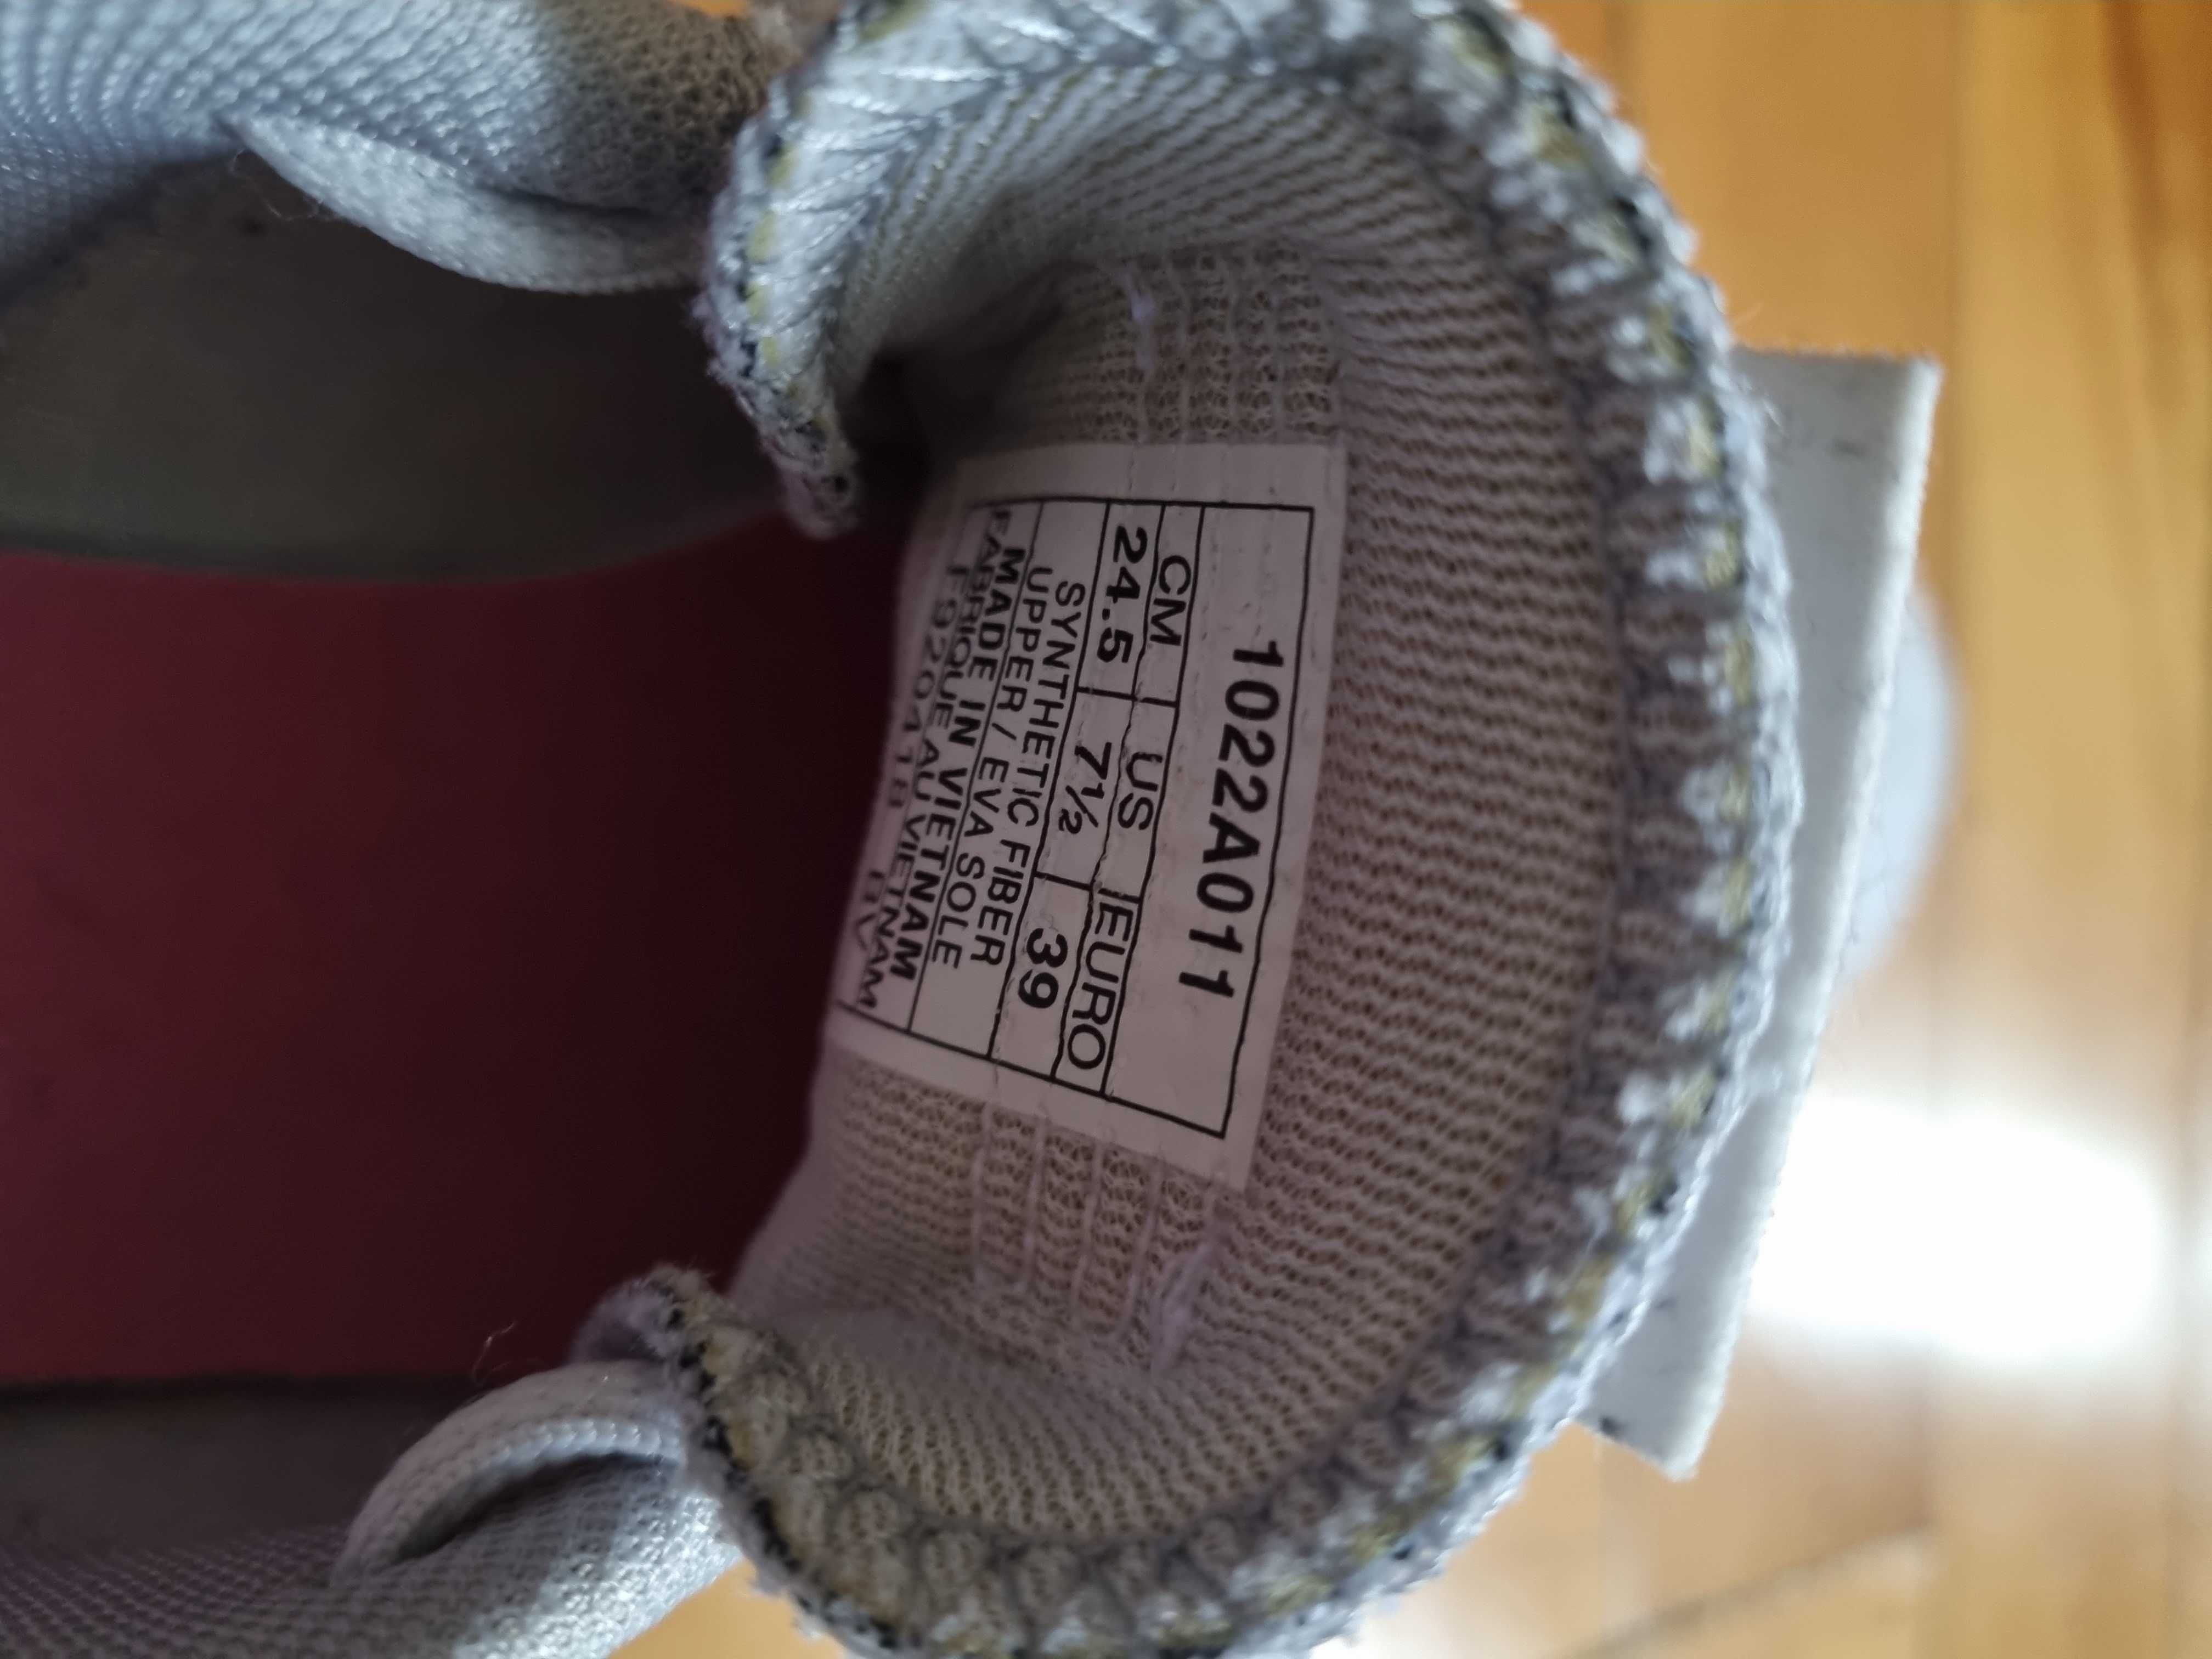 1022A011
CM US EURO
24.5 7½ 39
SYNTHETIC FIBER
UPPER / EVA SOLE
MADE IN VIETNAM
FABRIQUE AU VIETNAM